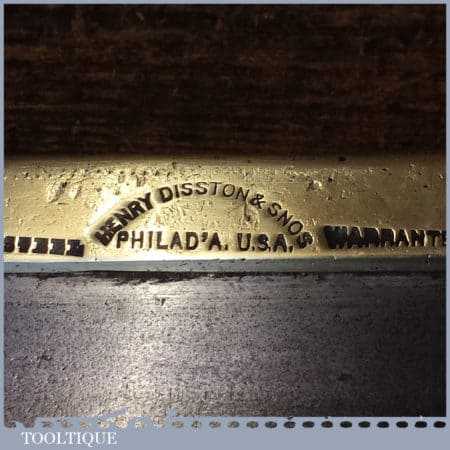 HENRY DISSTON & SNOS
STEEL PHILAD'A. U.S.A. WARRANTE
TOOLTIQUE